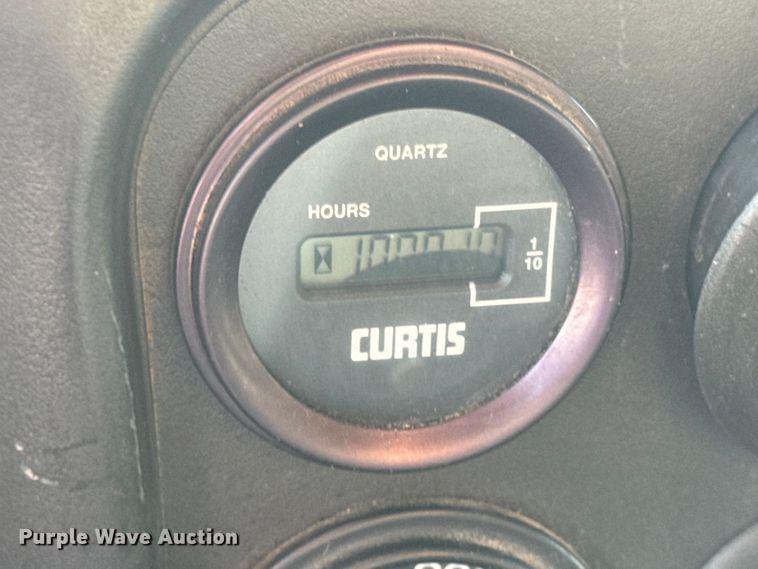 QUARTZ
HOURS
1
10
CURTIS
Purple Wave Auction